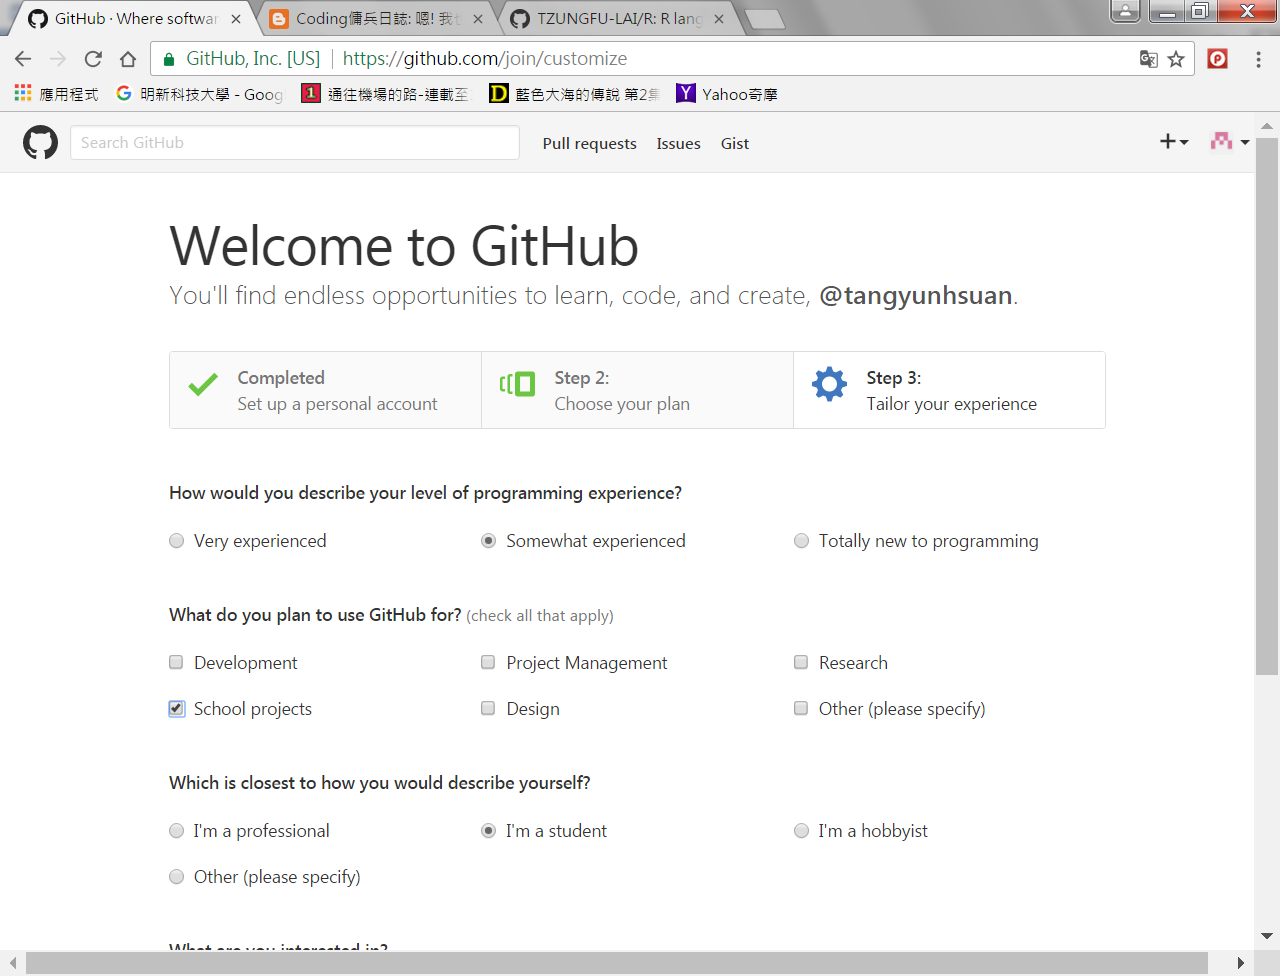 GitHub · Where softwar
Coding傭兵日誌: 嗯! 我
TZUNGFU-LAI/R: R lang
GitHub, Inc. [US]
https://github.com/join/customize
應用程式
明新科技大學 - Goog
通往機場的路-連載至
藍色大海的傳說 第2集
Yahoo奇摩
Search GitHub
Pull requests
Issues
Gist
Welcome to GitHub
You'll find endless opportunities to learn, code, and create, @tangyunhsuan.
Completed
Set up a personal account
Step 2:
Choose your plan
Step 3:
Tailor your experience
How would you describe your level of programming experience?
Very experienced
Somewhat experienced
Totally new to programming
What do you plan to use GitHub for? (check all that apply)
Development
Project Management
Research
School projects
Design
Other (please specify)
Which is closest to how you would describe yourself?
I'm a professional
I'm a student
I'm a hobbyist
Other (please specify)
What are you interested in?